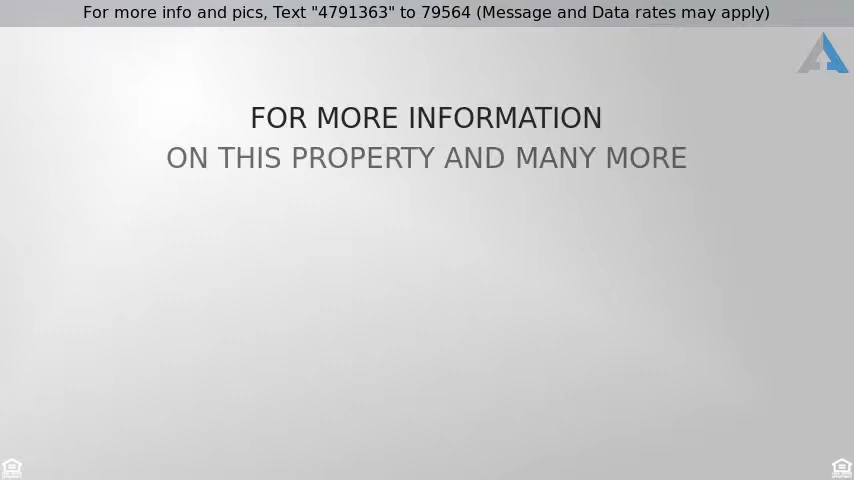 For more info and pics, Text "4791363" to 79564 (Message and Data rates may apply)
FOR MORE INFORMATION
ON THIS PROPERTY AND MANY MORE